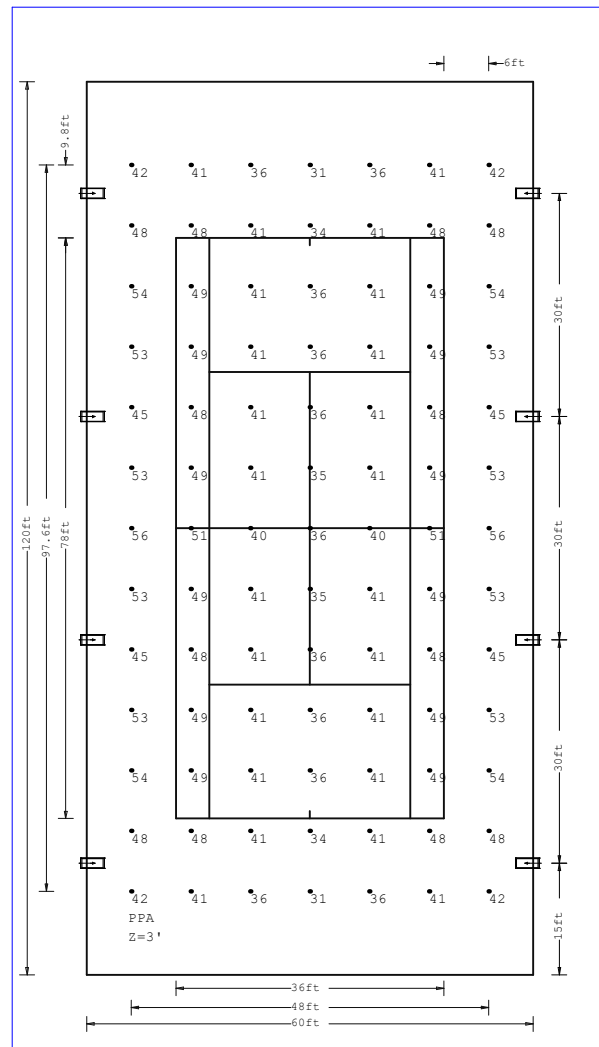 6ft
9.8ft
42 41 36 31 36 41 42
48 48 41 34 41 48 48
54 49 41 36 41 49 54
30ft
53 49 41 36 41 49 53
45 48 41 36 41 48 45
53 49 41 35 41 49 53
120ft
97.6ft
78ft
56 51 40 36 40 51 56
30ft
53 49 41 35 41 49 53
45 48 41 36 41 48 45
53 49 41 36 41 49 53
54 49 41 36 41 49 54
30ft
48 48 41 34 41 48 48
42 41 36 31 36 41 42
PPA
Z=3'
15ft
36ft
48ft
60ft